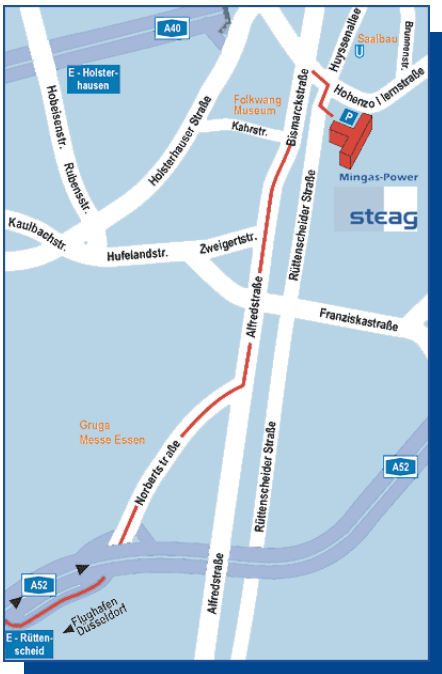 A40
Huyssenallee
Brunnenstr.
Saalbau
U
E - Holster-
hausen
Hohenzollernstraße
P
Folkwang
Museum
Bismarckstraße
Kahrstr.
Hobeisenstr.
Holsterhauser Straße
Rubensstr.
Mingas-Power
steag
Rüttenscheider Straße
Kaulbachstr.
Zweigertstr.
Hufelandstr.
Alfredstraße
Franziskastraße
Gruga
Messe Essen
Norbertstraße
Rüttenscheider Straße
A52
A52
Alfredstraße
Flughafen
Düsseldorf
E - Rütten-
scheid